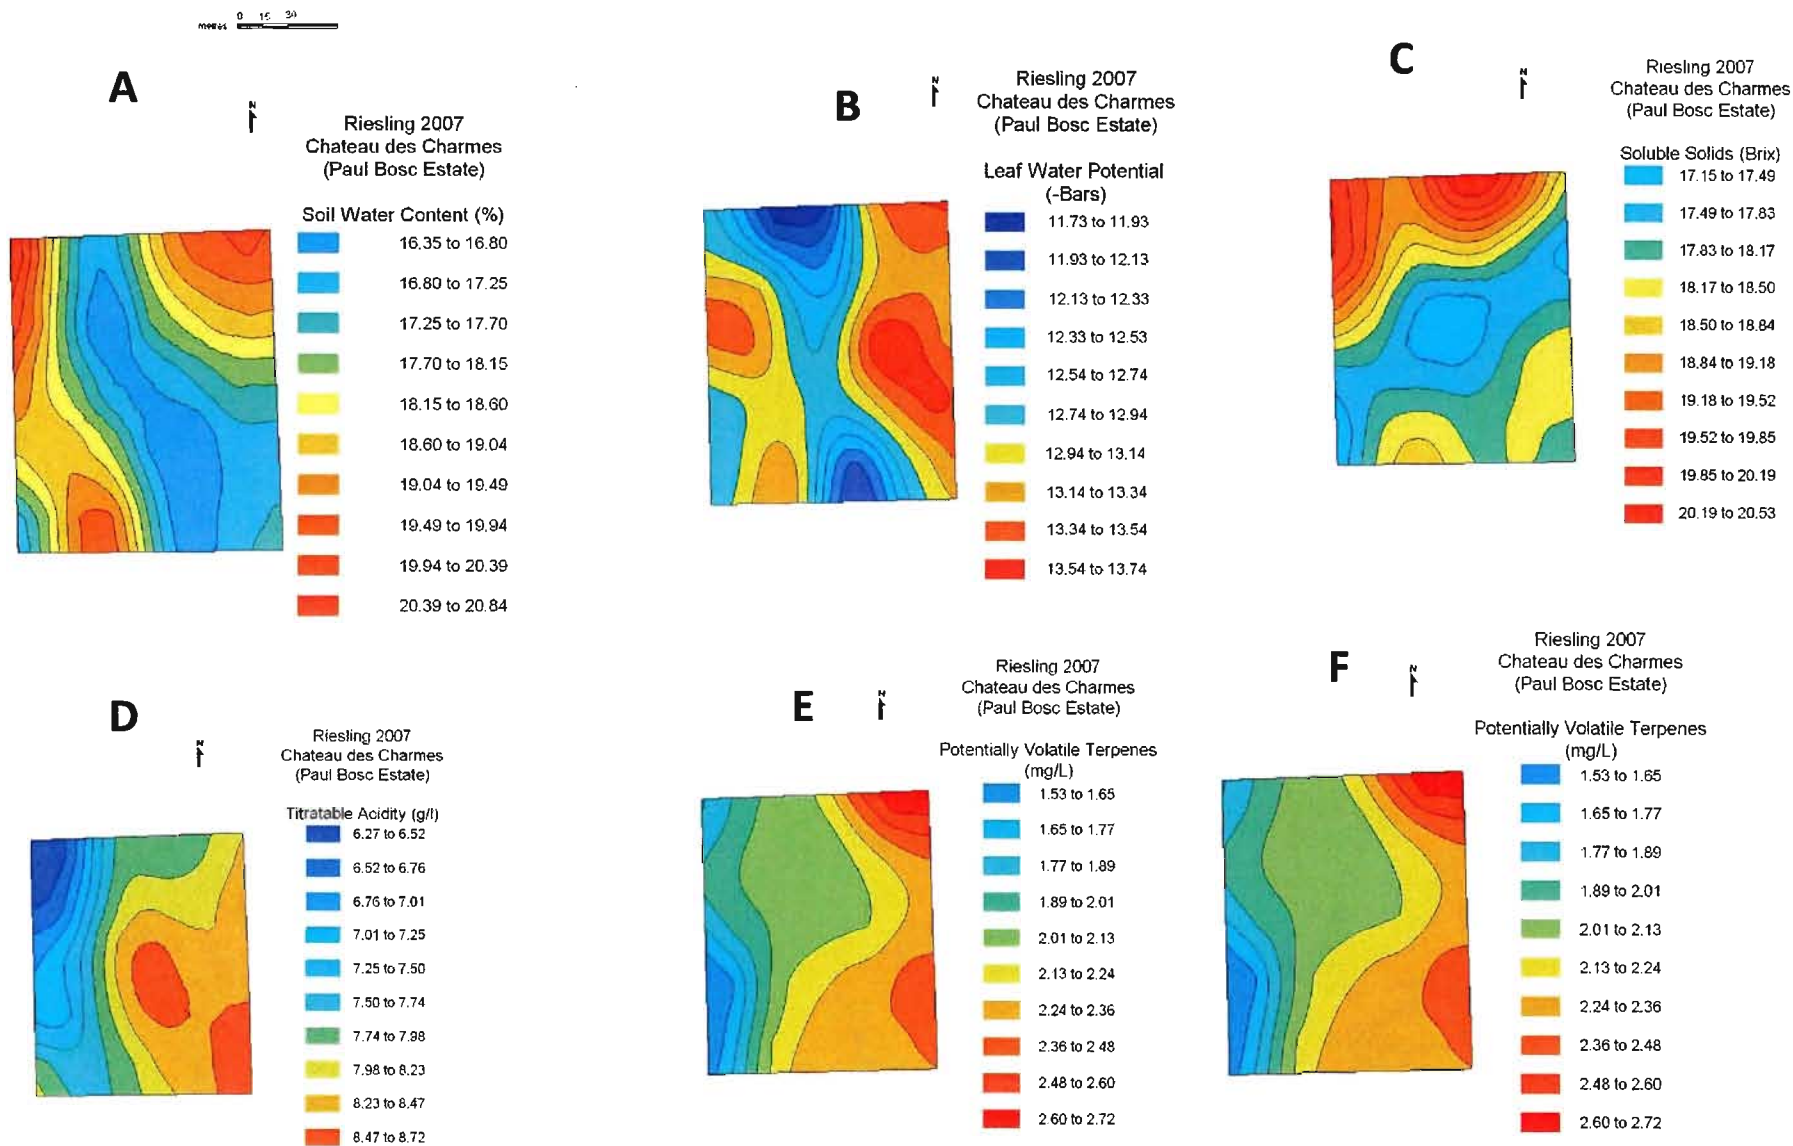 0 15 30
metres
A
N
Riesling 2007
Chateau des Charmes
(Paul Bosc Estate)
Soil Water Content (%)
16.35 to 16.80
16.80 to 17.25
17.25 to 17.70
17.70 to 18.15
18.15 to 18.60
18.60 to 19.04
19.04 to 19.49
19.49 to 19.94
19.94 to 20.39
20.39 to 20.84
B
N
Riesling 2007
Chateau des Charmes
(Paul Bosc Estate)
Leaf Water Potential
(-Bars)
11.73 to 11.93
11.93 to 12.13
12.13 to 12.33
12.33 to 12.53
12.54 to 12.74
12.74 to 12.94
12.94 to 13.14
13.14 to 13.34
13.34 to 13.54
13.54 to 13.74
C
N
Riesling 2007
Chateau des Charmes
(Paul Bosc Estate)
Soluble Solids (Brix)
17.15 to 17.49
17.49 to 17.83
17.83 to 18.17
18.17 to 18.50
18.50 to 18.84
18.84 to 19.18
19.18 to 19.52
19.52 to 19.85
19.85 to 20.19
20.19 to 20.53
D
N
Riesling 2007
Chateau des Charmes
(Paul Bosc Estate)
Titratable Acidity (g/l)
6.27 to 6.52
6.52 to 6.76
6.76 to 7.01
7.01 to 7.25
7.25 to 7.50
7.50 to 7.74
7.74 to 7.98
7.98 to 8.23
8.23 to 8.47
8.47 to 8.72
E
N
Riesling 2007
Chateau des Charmes
(Paul Bosc Estate)
Potentially Volatile Terpenes
(mg/L)
1.53 to 1.65
1.65 to 1.77
1.77 to 1.89
1.89 to 2.01
2.01 to 2.13
2.13 to 2.24
2.24 to 2.36
2.36 to 2.48
2.48 to 2.60
2.60 to 2.72
F
N
Riesling 2007
Chateau des Charmes
(Paul Bosc Estate)
Potentially Volatile Terpenes
(mg/L)
1.53 to 1.65
1.65 to 1.77
1.77 to 1.89
1.89 to 2.01
2.01 to 2.13
2.13 to 2.24
2.24 to 2.36
2.36 to 2.48
2.48 to 2.60
2.60 to 2.72